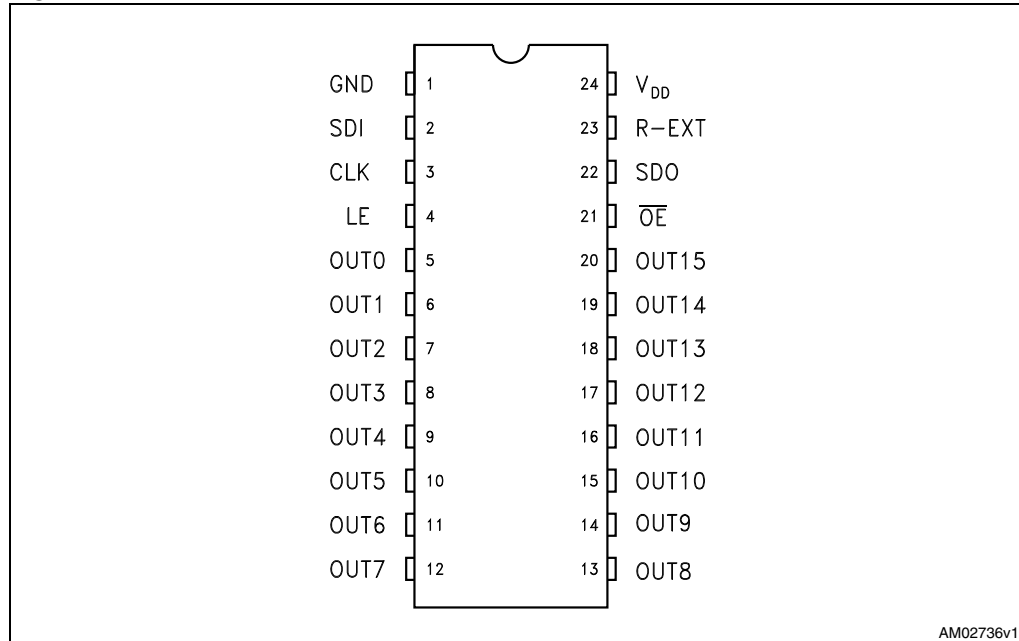 GND 1 24 VDD
SDI 2 23 R-EXT
CLK 3 22 SDO
LE 4 21 O̅E̅
OUT0 5 20 OUT15
OUT1 6 19 OUT14
OUT2 7 18 OUT13
OUT3 8 17 OUT12
OUT4 9 16 OUT11
OUT5 10 15 OUT10
OUT6 11 14 OUT9
OUT7 12 13 OUT8
AM02736v1